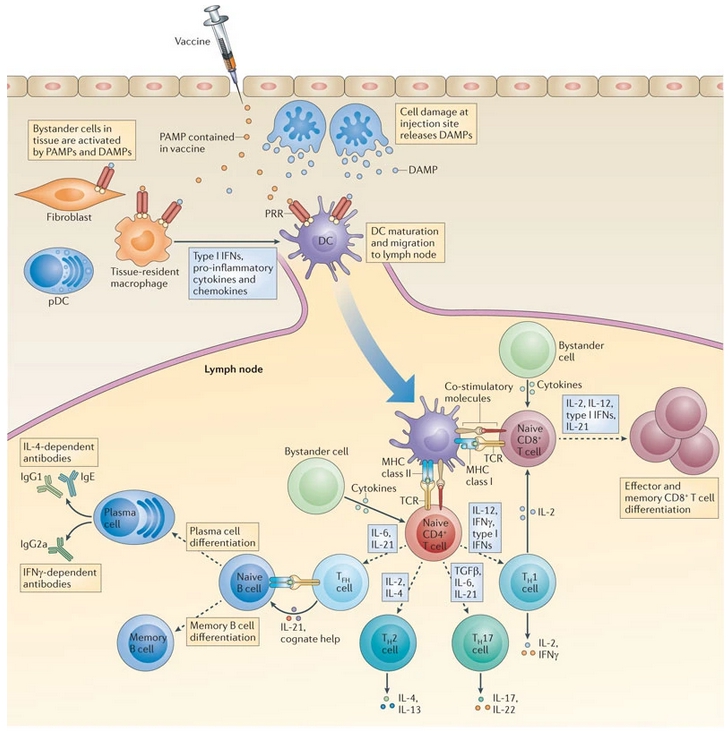 Vaccine
Bystander cells in
tissue are activated
by PAMPs and DAMPs
PAMP contained
in vaccine
Cell damage at
injection site
releases DAMPs
DAMP
Fibroblast
PRR
DC
DC maturation
and migration
to lymph node
Tissue-resident
macrophage
Type I IFNs,
pro-inflammatory
cytokines and
chemokines
pDC
Lymph node
Bystander
cell
Cytokines
Co-stimulatory
molecules
IL-2, IL-12,
type I IFNs,
IL-21
Naive
CD8⁺
T cell
TCR
MHC
class I
MHC
class II
TCR
Effector and
memory CD8⁺ T cell
differentiation
IL-4-dependent
antibodies
IgG1
IgE
Bystander cell
Cytokines
Plasma
cell
IgG2a
IFNγ-dependent
antibodies
Plasma cell
differentiation
IL-6,
IL-21
Naive
CD4⁺
T cell
IL-12,
IFNγ,
type I
IFNs
IL-2
Naive
B cell
TFH
cell
IL-2,
IL-4
TGFβ,
IL-6,
IL-21
TH1
cell
Memory B cell
differentiation
IL-21,
cognate help
Memory
B cell
TH2
cell
TH17
cell
IL-2,
IFNγ
IL-4,
IL-13
IL-17,
IL-22